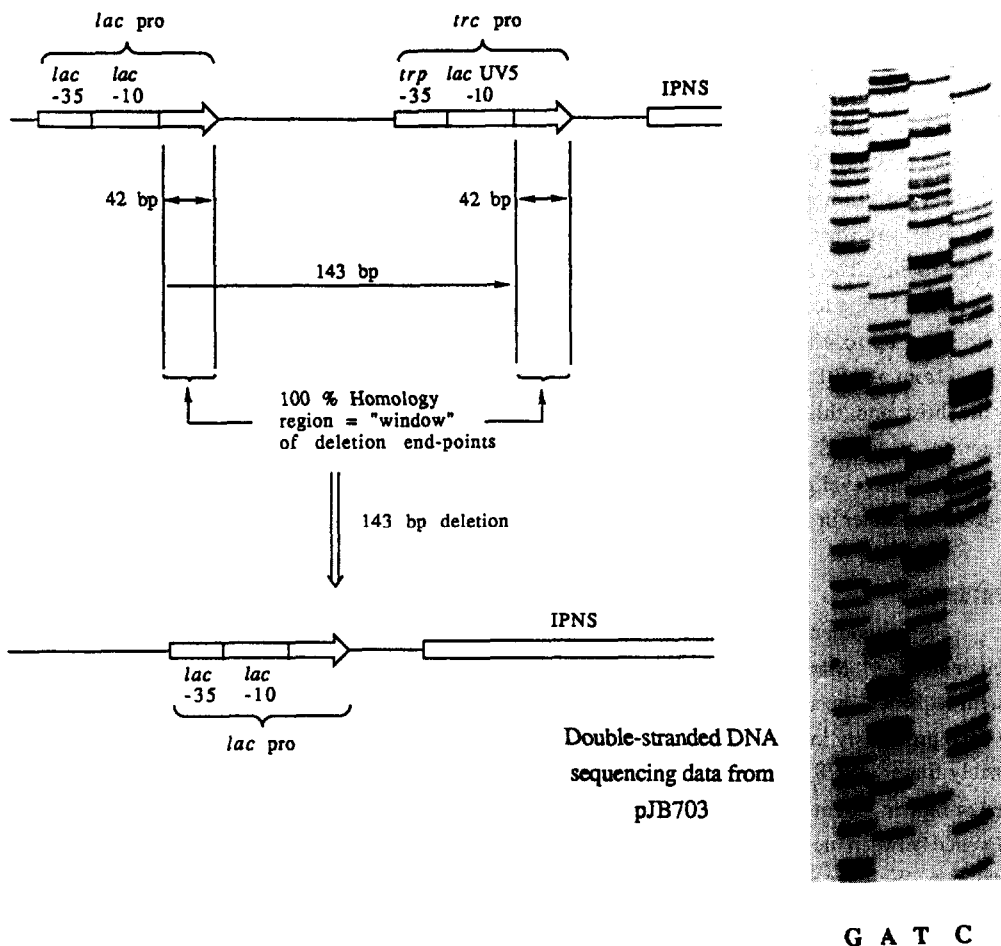 lac pro
trc pro
lac lac
-35 -10
trp lac UV5
-35 -10
IPNS
42 bp
42 bp
143 bp
100 % Homology
region = "window"
of deletion end-points
143 bp deletion
IPNS
lac lac
-35 -10
lac pro
Double-stranded DNA
sequencing data from
pJB703
G A T C